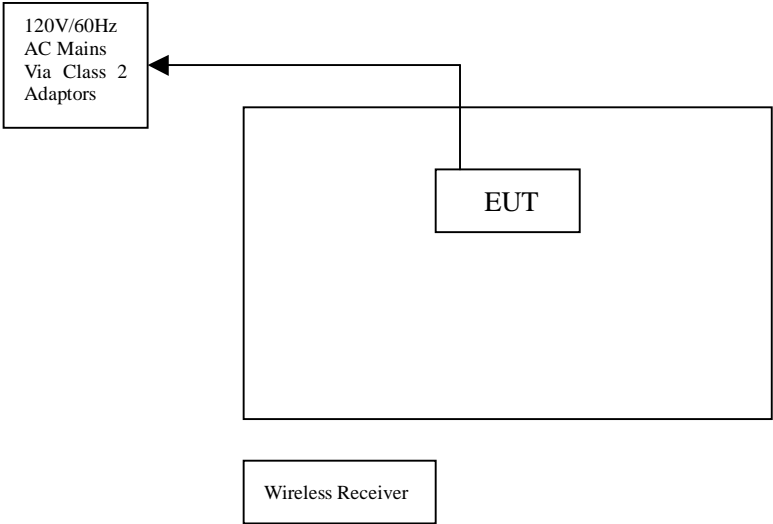 120V/60Hz
AC Mains
Via Class 2
Adaptors
EUT
Wireless Receiver